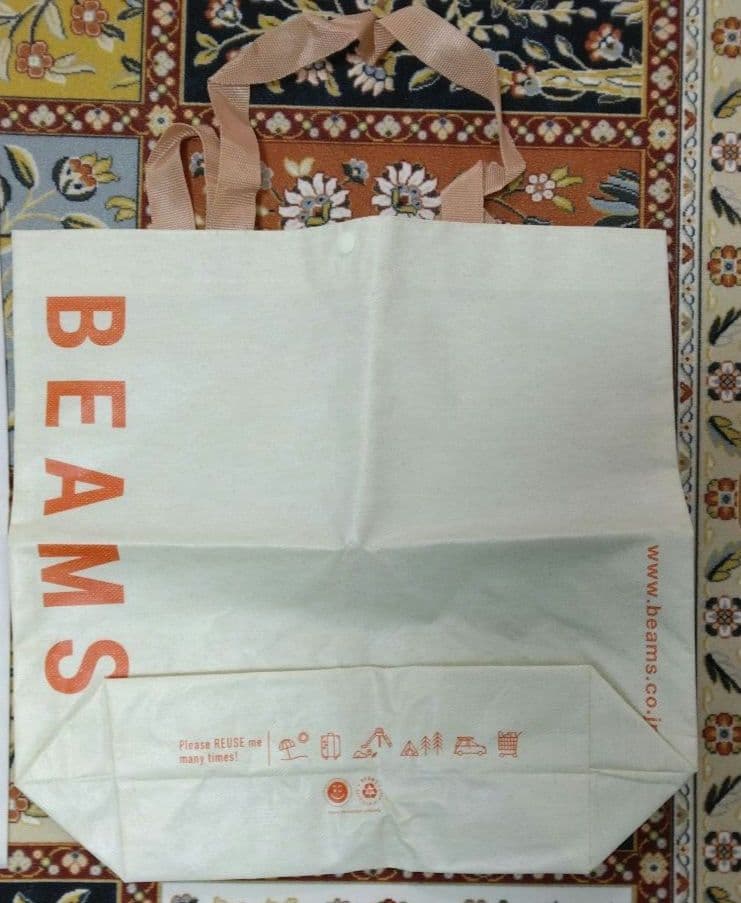 BEAMS
www.beams.co.j
Please REUSE me
many times!